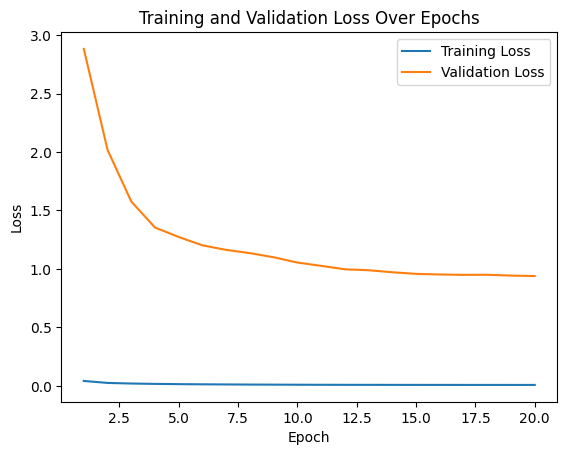 Training and Validation Loss Over Epochs
3.0
2.5
2.0
1.5
1.0
0.5
0.0
Loss
Training Loss
Validation Loss
2.5 5.0 7.5 10.0 12.5 15.0 17.5 20.0
Epoch